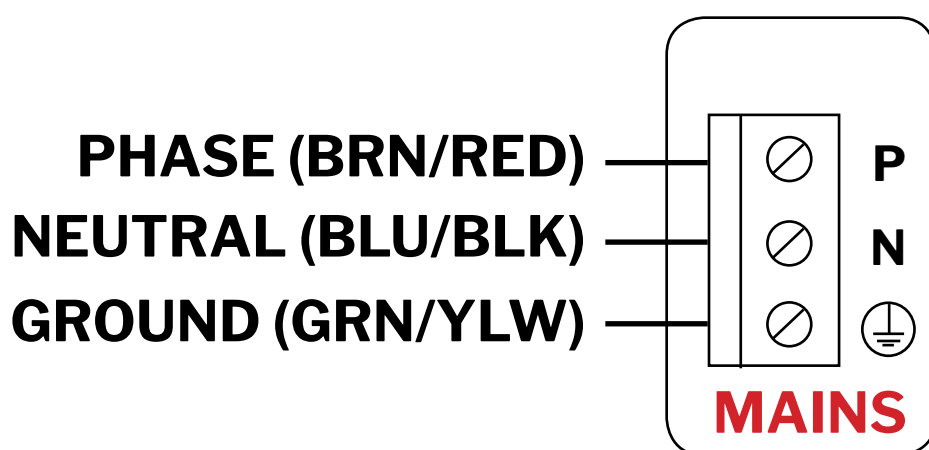 PHASE (BRN/RED) P
NEUTRAL (BLU/BLK) N
GROUND (GRN/YLW)
MAINS